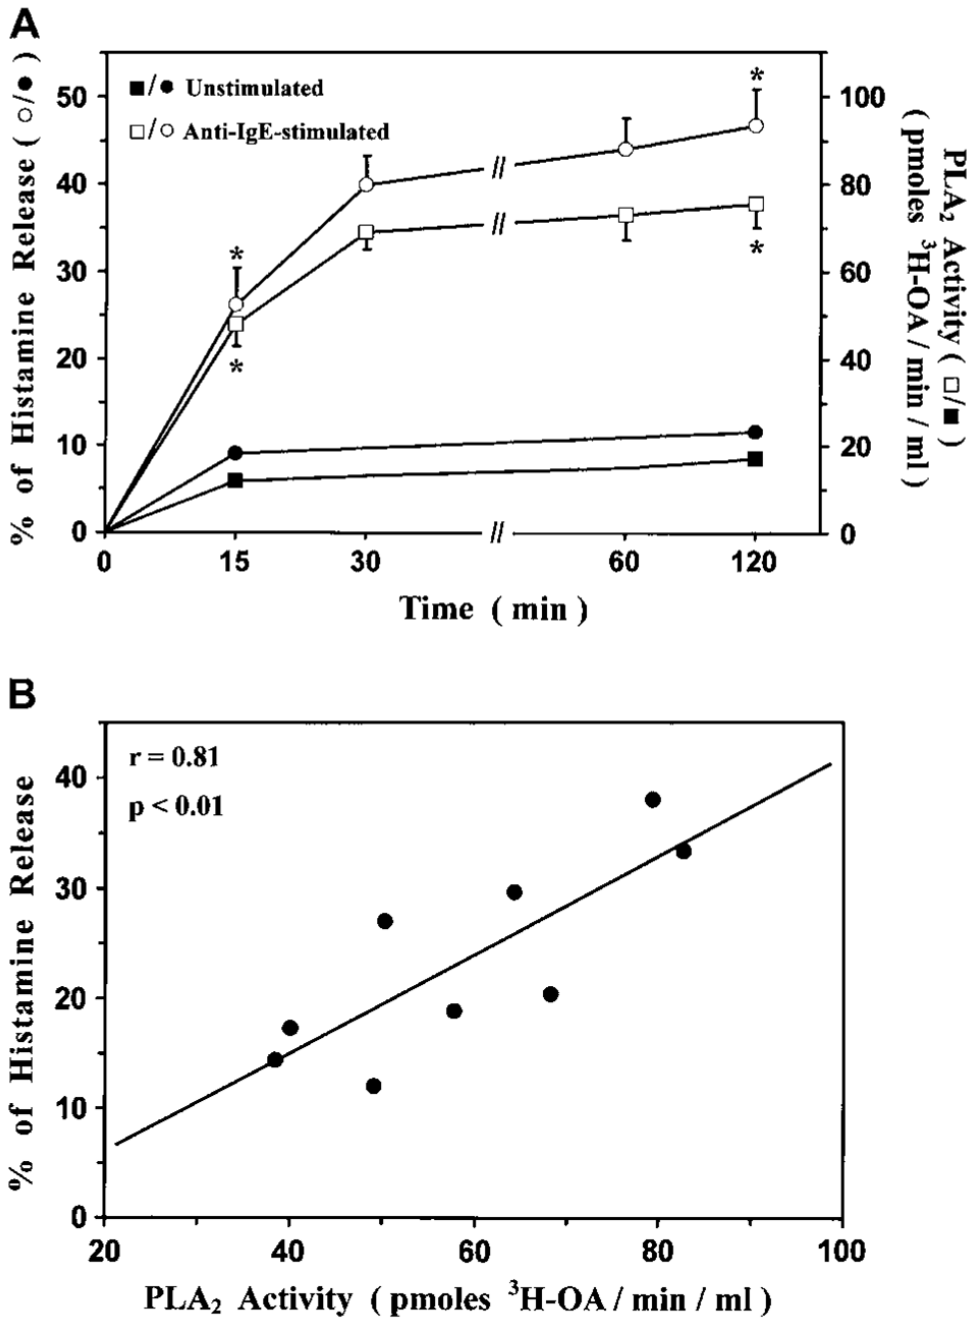 A
% of Histamine Release ( ○/● )
■/● Unstimulated
□/○ Anti-IgE-stimulated
50
40
30
20
10
0
*
*
*
*
100
80
60
40
20
0
PLA₂ Activity ( □/■ )
( pmoles ³H-OA / min / ml )
0 15 30 // 60 120
Time ( min )
B
% of Histamine Release
r = 0.81
p < 0.01
40
30
20
10
0
20 40 60 80 100
PLA₂ Activity ( pmoles ³H-OA / min / ml )